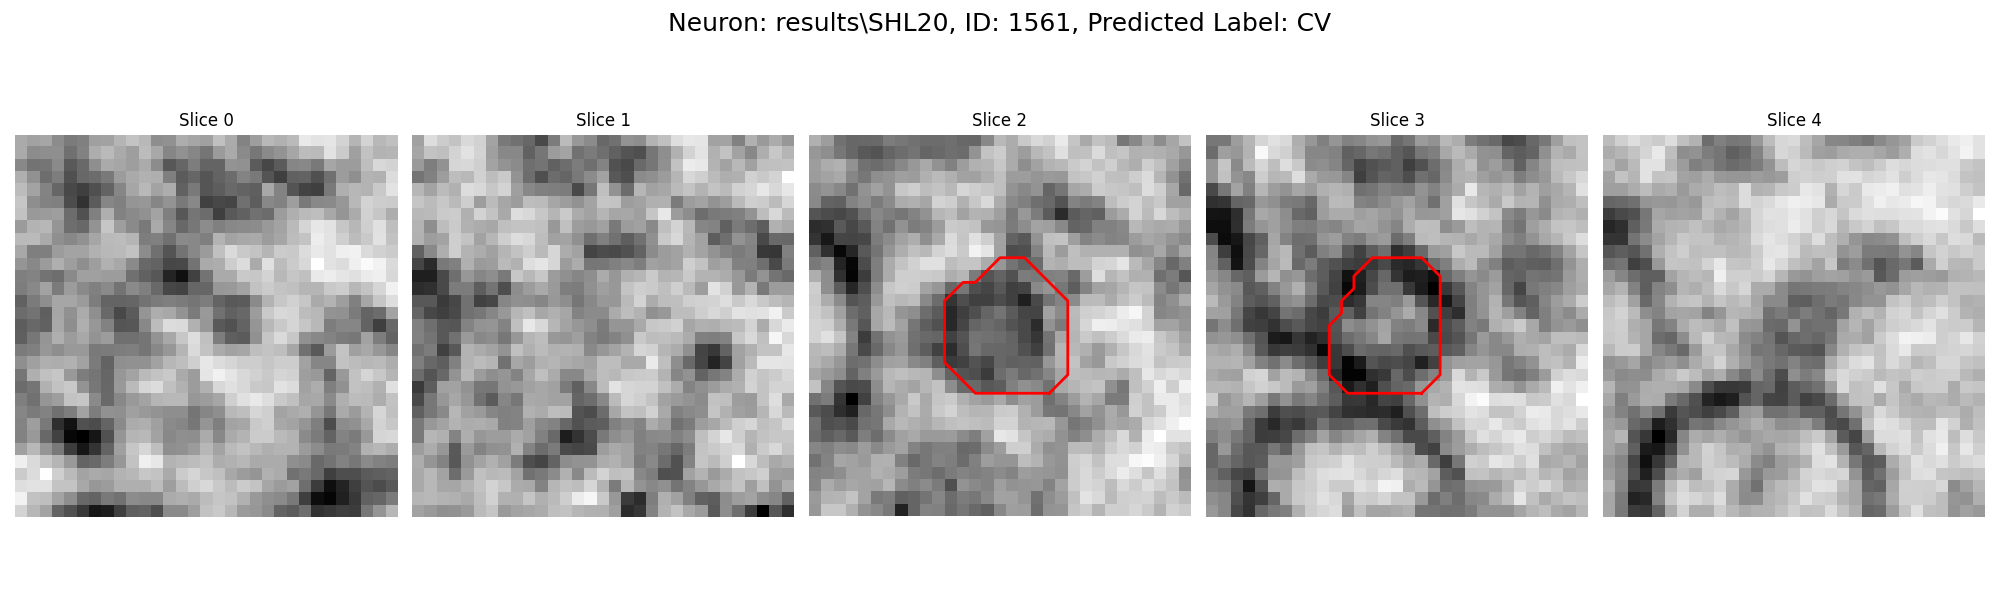 Neuron: results\SHL20, ID: 1561, Predicted Label: CV
Slice 0
Slice 1
Slice 2
Slice 3
Slice 4